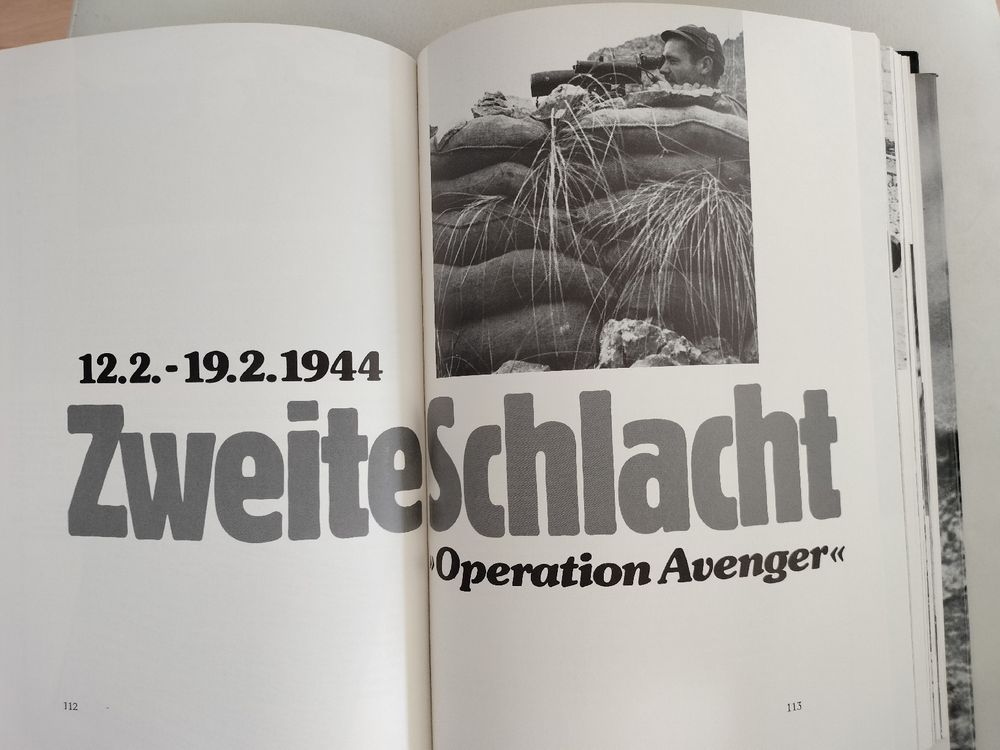 12.2.-19.2.1944
Zweite Schlacht
»Operation Avenger«
112
113